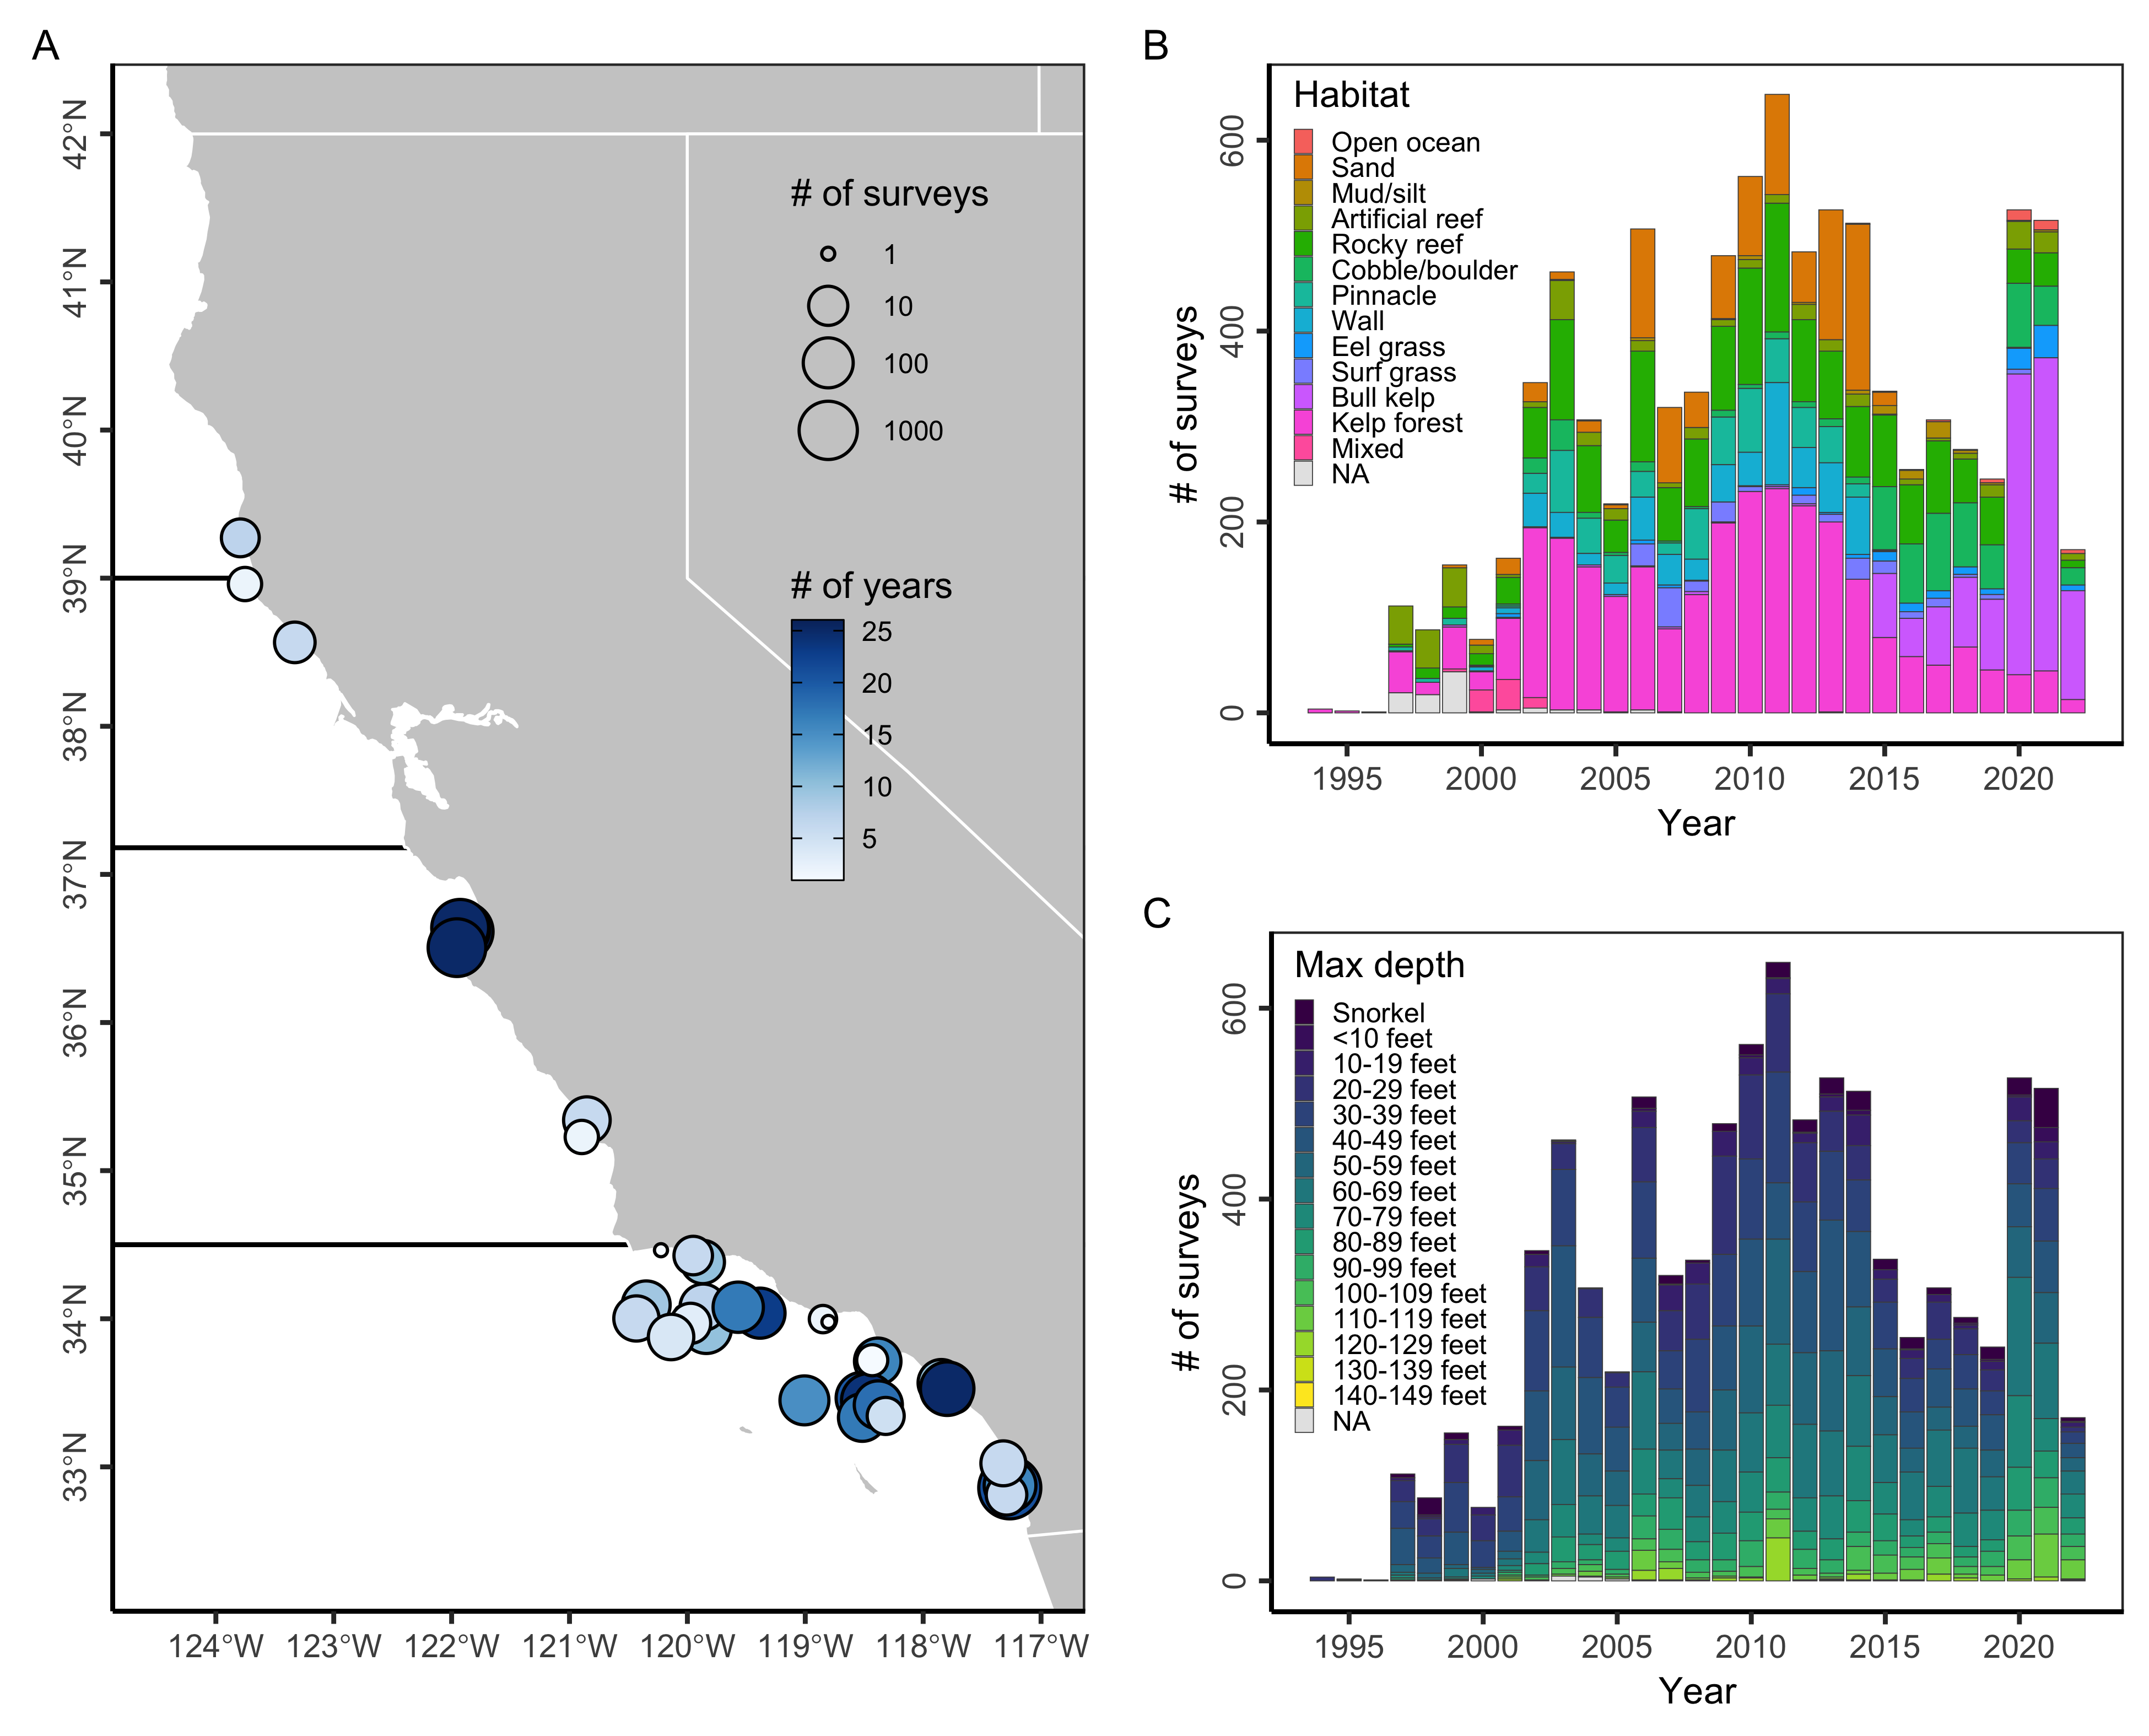 A
42°N
41°N
40°N
39°N
38°N
37°N
36°N
35°N
34°N
33°N
124°W 123°W 122°W 121°W 120°W 119°W 118°W 117°W
# of surveys
1
10
100
1000
# of years
25
20
15
10
5
B
# of surveys
600
400
200
0
Habitat
Open ocean
Sand
Mud/silt
Artificial reef
Rocky reef
Cobble/boulder
Pinnacle
Wall
Eel grass
Surf grass
Bull kelp
Kelp forest
Mixed
NA
1995 2000 2005 2010 2015 2020
Year
C
# of surveys
600
400
200
0
Max depth
Snorkel
<10 feet
10-19 feet
20-29 feet
30-39 feet
40-49 feet
50-59 feet
60-69 feet
70-79 feet
80-89 feet
90-99 feet
100-109 feet
110-119 feet
120-129 feet
130-139 feet
140-149 feet
NA
1995 2000 2005 2010 2015 2020
Year